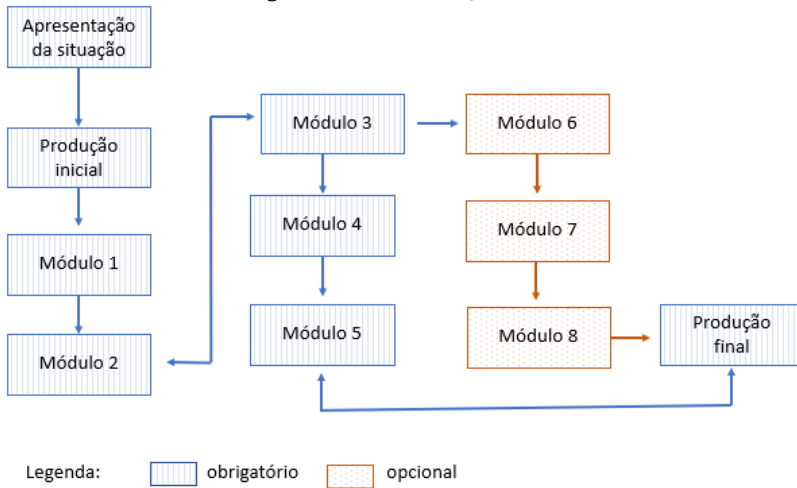 Apresentação
da situação
Produção
inicial
Módulo 1
Módulo 2
Módulo 3
Módulo 4
Módulo 5
Módulo 6
Módulo 7
Módulo 8
Produção
final
Legenda:
obrigatório
opcional